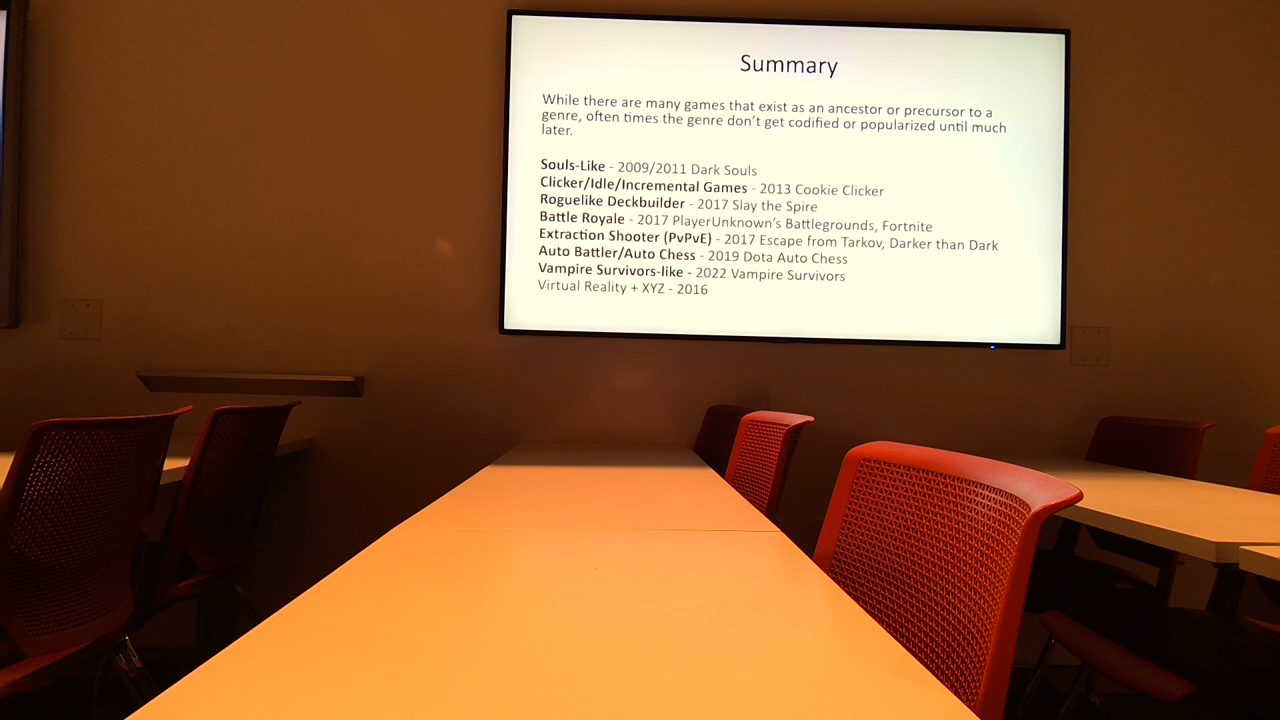 Summary
While there are many games that exist as an ancestor or precursor to a
genre, often times the genre don't get codified or popularized until much
later.
Souls-Like - 2009/2011 Dark Souls
Clicker/Idle/Incremental Games - 2013 Cookie Clicker
Roguelike Deckbuilder - 2017 Slay the Spire
Battle Royale - 2017 PlayerUnknown's Battlegrounds, Fortnite
Extraction Shooter (PvPvE) - 2017 Escape from Tarkov, Darker than Dark
Auto Battler/Auto Chess - 2019 Dota Auto Chess
Vampire Survivors-like - 2022 Vampire Survivors
Virtual Reality + XYZ - 2016